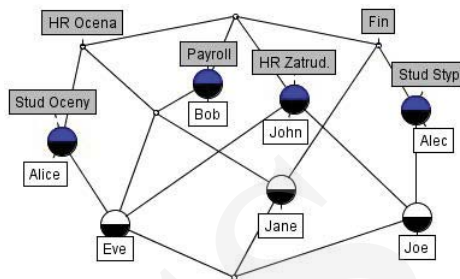 HR Ocena
Fin
Payroll
HR Zatrud.
Stud Styp
Stud Oceny
Bob
John
Alec
Alice
Jane
Eve
Joe